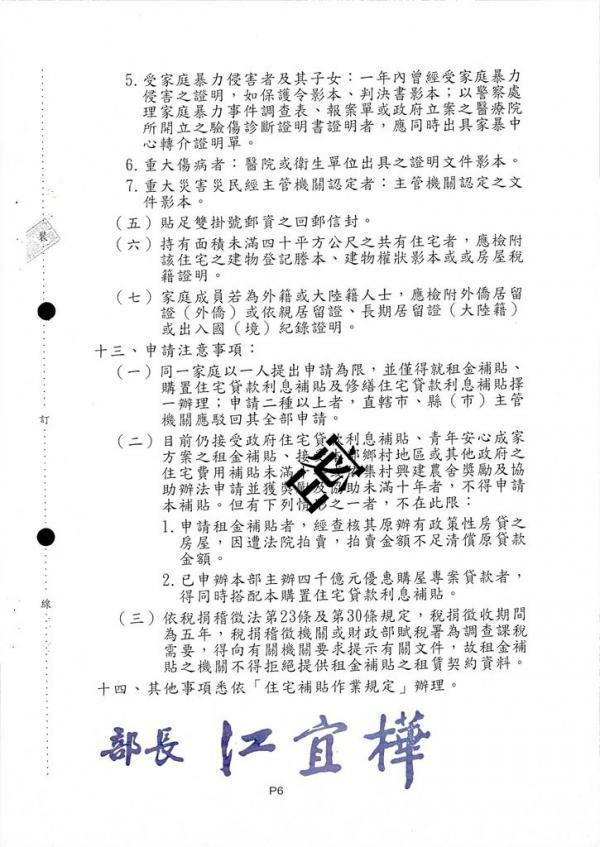 5.受家庭暴力侵害者及其子女：一年內曾經受家庭暴力
侵害之證明，如保護令影本、判決書影本；以警察處
理家庭暴力事件調查表、報案單或政府立案之醫療院
所開立之驗傷診斷證明書證明者，應同時出具家暴中
心轉介證明單。
6.重大傷病者：醫院或衛生單位出具之證明文件影本。
7.重大災害災民經主管機關認定者：主管機關認定之文
件影本。
（五）貼足雙掛號郵資之回郵信封。
（六）持有面積未滿四十平方公尺之共有住宅者，應檢附
該住宅之建物登記謄本、建物權狀影本或或房屋稅
籍證明。
（七）家庭成員若為外籍或大陸籍人士，應檢附外僑居留
證（外僑）或依親居留證、長期居留證（大陸籍）
或出入國（境）紀錄證明。
十三、申請注意事項：
（一）同一家庭以一人提出申請為限，並僅得就租金補貼、
購置住宅貸款利息補貼及修繕住宅貸款利息補貼擇
一辦理；申請二種以上者，直轄市、縣（市）主管
機關應駁回其全部申請。
（二）目前仍接受政府住宅貸款利息補貼、青年安心成家
方案之租金補貼、接 鄉村地區或其他政府之
住宅費用補貼未滿 集村興建農舍獎勵及協
助辦法申請並獲獎勵及協助未滿十年者，不得申請
本補貼。但有下列情形之一者，不在此限：
1.申請租金補貼者，經查核其原辦有政策性房貸之
房屋，因遭法院拍賣，拍賣金額不足清償原貸款
金額。
2.已申辦本部主辦四千億元優惠購屋專案貸款者，
得同時搭配本購置住宅貸款利息補貼。
（三）依稅捐稽徵法第23條及第30條規定，稅捐徵收期間
為五年，稅捐稽徵機關或財政部賦稅署為調查課稅
需要，得向有關機關要求提示有關文件，故租金補
貼之機關不得拒絕提供租金補貼之租賃契約資料。
十四、其他事項悉依「住宅補貼作業規定」辦理。
部長 江宜樺
P6
裝
訂
線